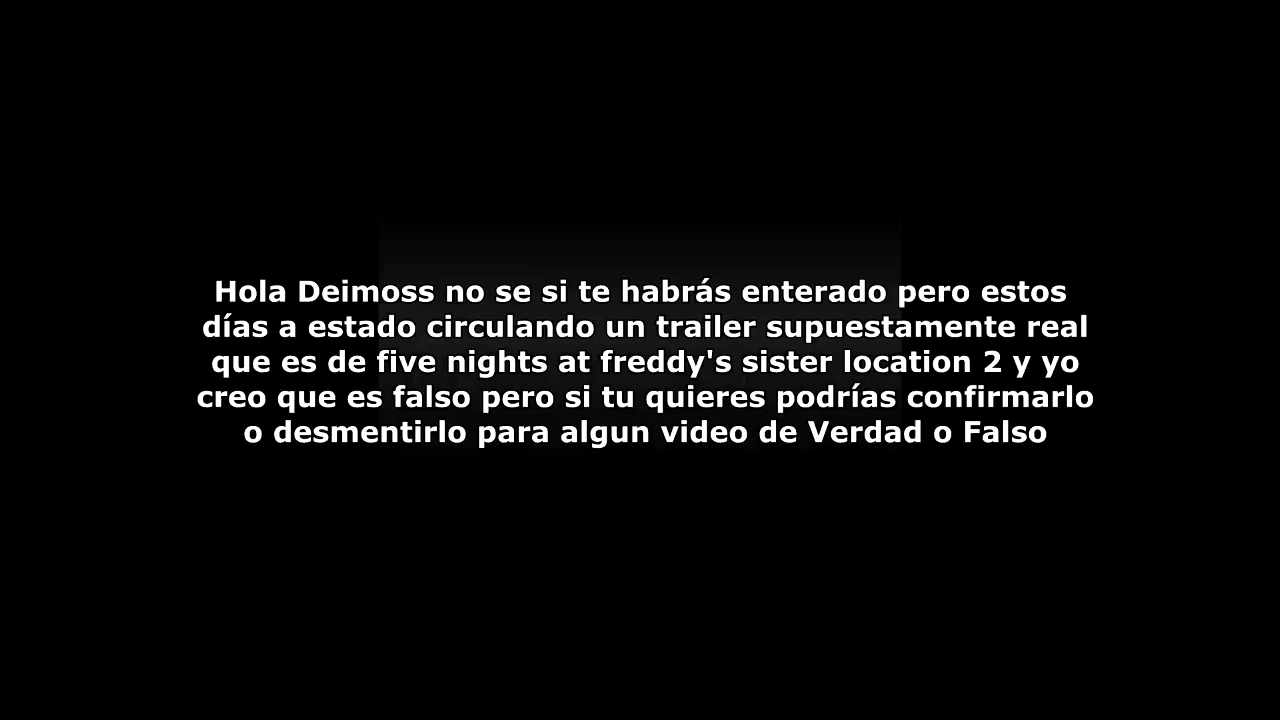 Hola Deimoss no se si te habrás enterado pero estos
días a estado circulando un trailer supuestamente real
que es de five nights at freddy's sister location 2 y yo
creo que es falso pero si tu quieres podrías confirmarlo
o desmentirlo para algun video de Verdad o Falso